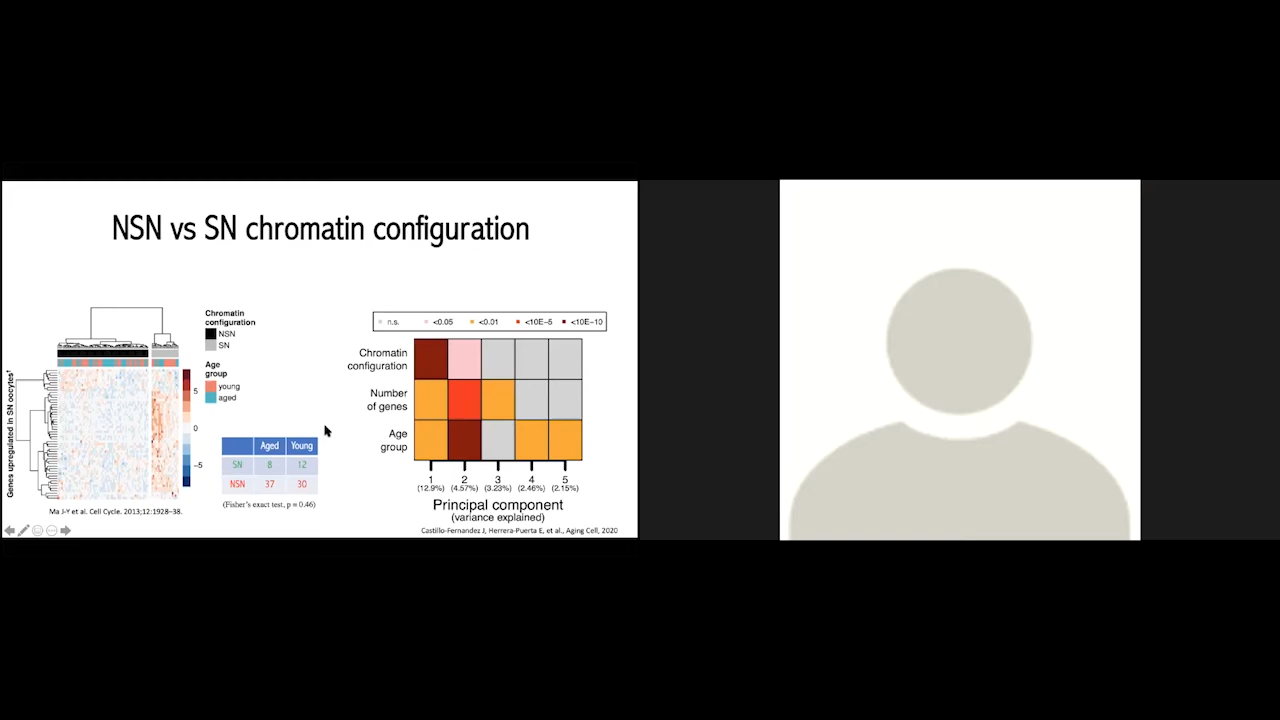 NSN vs SN chromatin configuration
Chromatin
configuration
NSN
SN
Age
group
young
aged
Genes upregulated in SN oocytes†
5
0
−5
Aged Young
SN 8 12
NSN 37 30
(Fisher's exact test, p = 0.46)
Ma J-Y et al. Cell Cycle. 2013;12:1928–38.
n.s. <0.05 <0.01 <10E−5 <10E−10
Chromatin
configuration
Number
of genes
Age
group
1 2 3 4 5
(12.9%) (4.57%) (3.23%) (2.46%) (2.15%)
Principal component
(variance explained)
Castillo-Fernandez J, Herrera-Puerta E, et al., Aging Cell, 2020